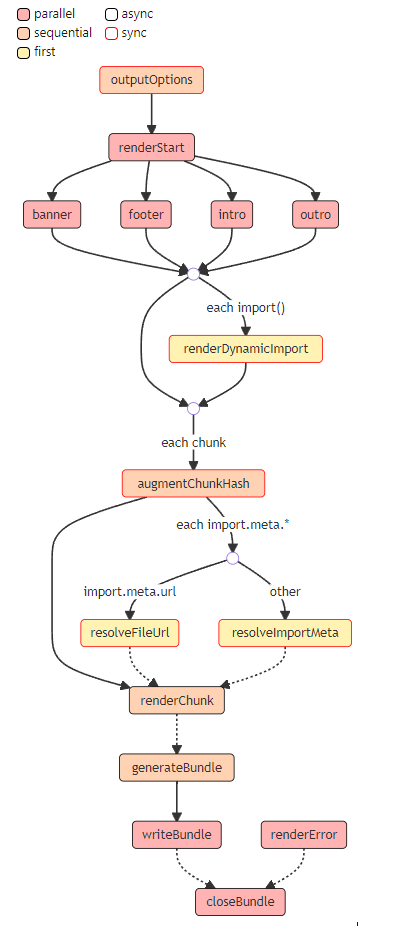 parallel async
sequential sync
first
outputOptions
renderStart
banner footer intro outro
each import()
renderDynamicImport
each chunk
augmentChunkHash
each import.meta.*
import.meta.url other
resolveFileUrl resolveImportMeta
renderChunk
generateBundle
writeBundle renderError
closeBundle